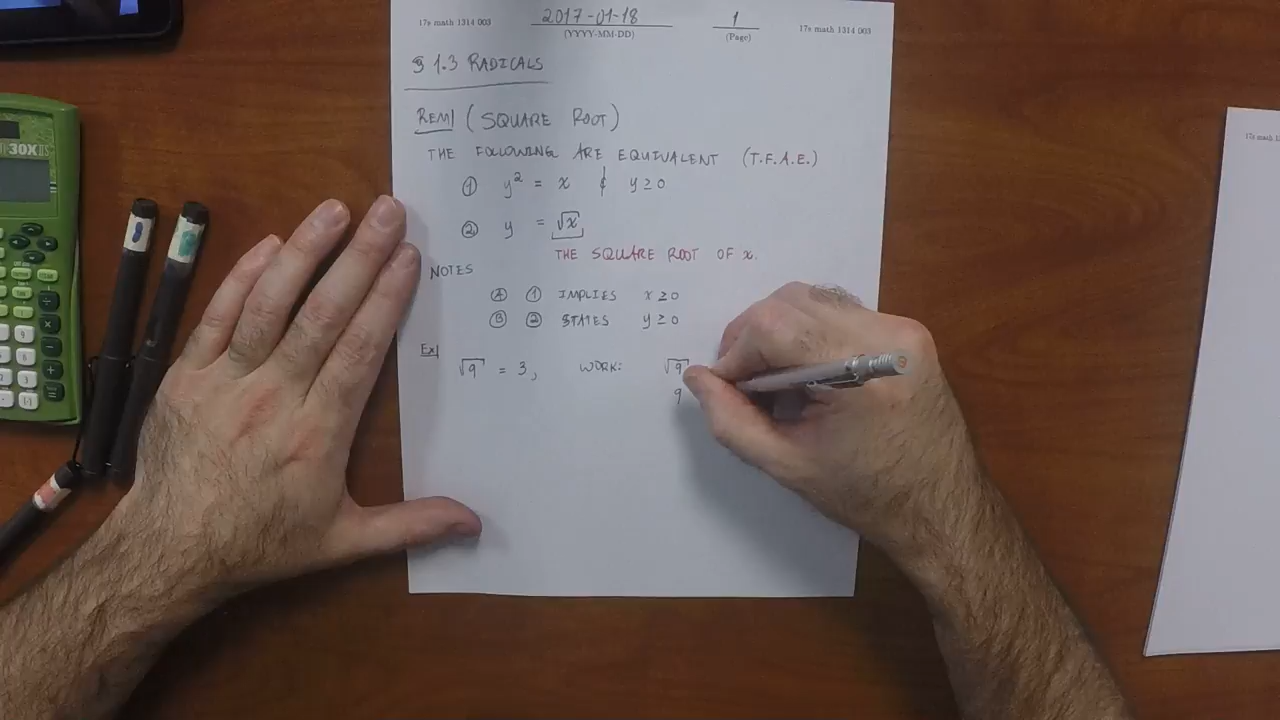 17s math 1314 003 2017-01-18 1 17s math 1314 003
(YYYY-MM-DD) (Page)
§ 1.3 RADICALS
REM| (SQUARE ROOT)
THE FOLLOWING ARE EQUIVALENT (T.F.A.E.)
① y² = x & y ≥ 0
② y = √x
THE SQUARE ROOT OF x.
NOTES
Ⓐ ① IMPLIES x ≥ 0
Ⓑ ② STATES y ≥ 0
Ex|
√9 = 3, WORK: √9
9
30X IIS